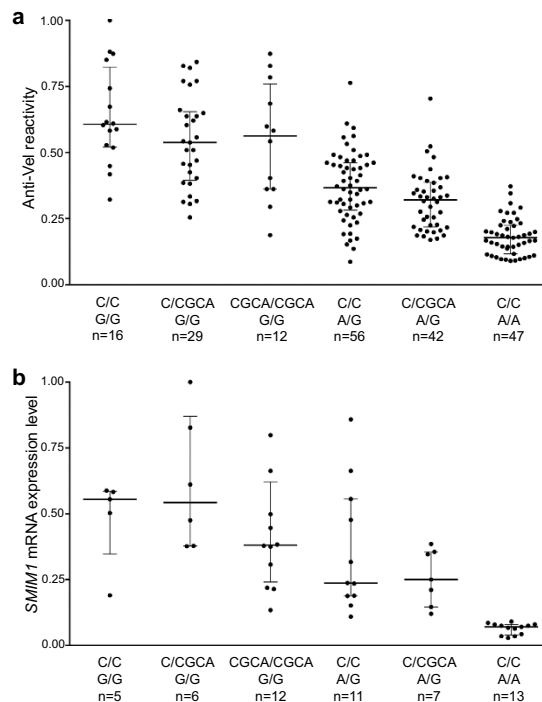 a
Anti-Vel reactivity
1.00
0.75
0.50
0.25
0.00
C/C C/CGCA CGCA/CGCA C/C C/CGCA C/C
G/G G/G G/G A/G A/G A/A
n=16 n=29 n=12 n=56 n=42 n=47
b
SMIM1 mRNA expression level
1.00
0.75
0.50
0.25
0.00
C/C C/CGCA CGCA/CGCA C/C C/CGCA C/C
G/G G/G G/G A/G A/G A/A
n=5 n=6 n=12 n=11 n=7 n=13